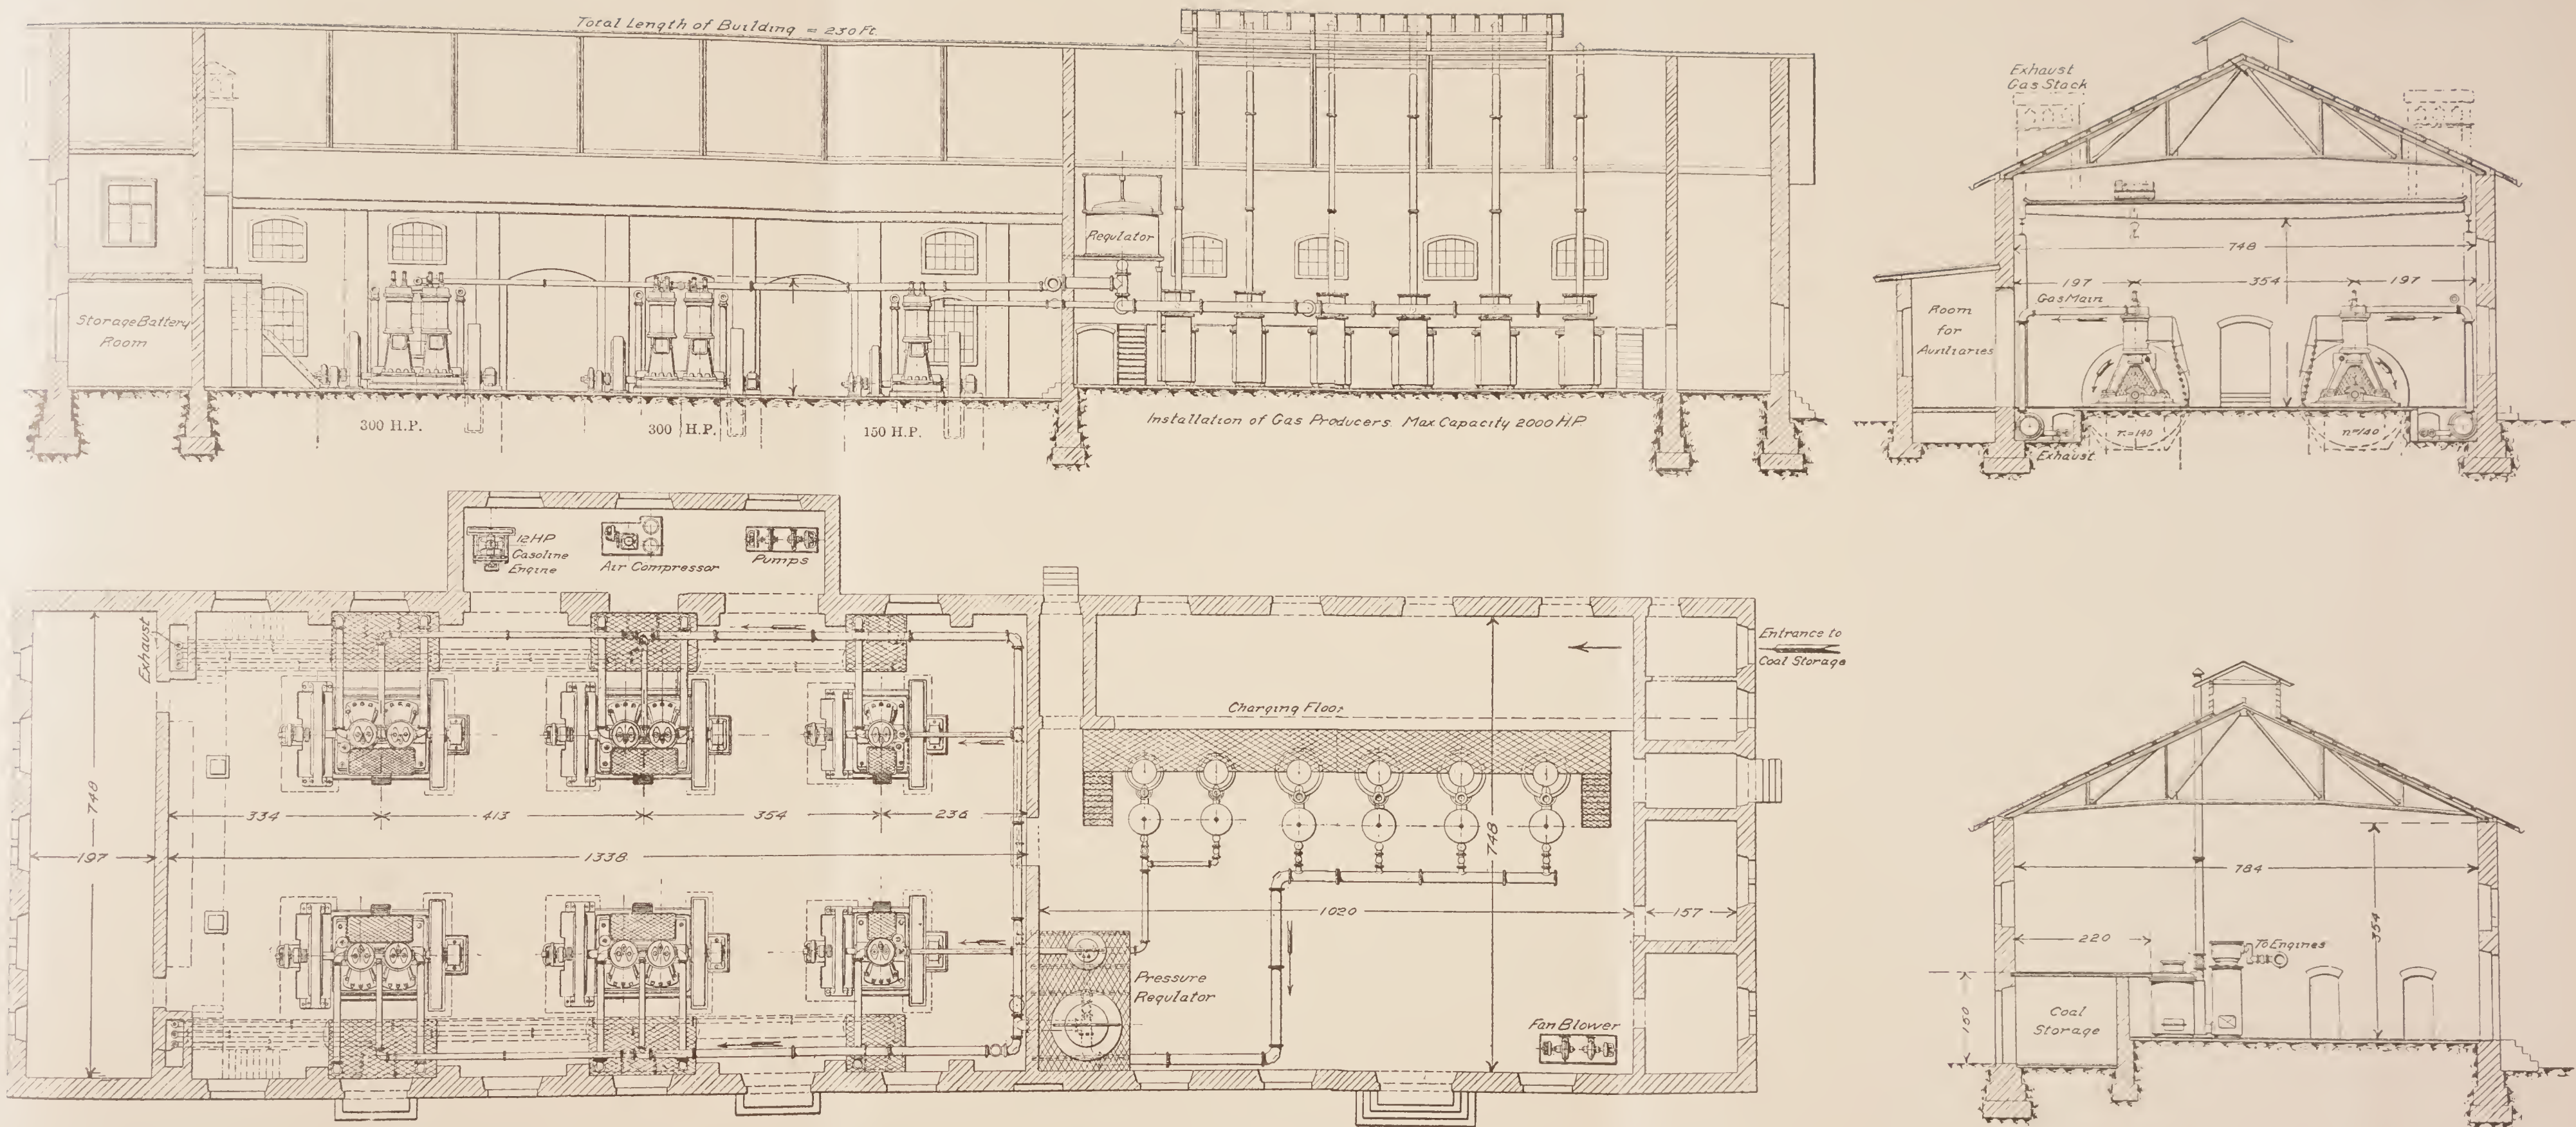 Total Length of Building = 230 Ft.
Storage Battery
Room
Regulator
300 H.P.
300 H.P.
150 H.P.
Installation of Gas Producers. Max Capacity 2000 H.P.
Exhaust
Gas Stack
748
197
354
197
Gas Main
Room
for
Auxiliaries
n=140
n=140
Exhaust
12 HP
Gasoline
Engine
Air Compressor
Pumps
Exhaust
748
334
413
354
236
197
1338
Charging Floor
748
1020
157
Entrance to
Coal Storage
Pressure
Regulator
Fan Blower
784
354
220
To Engines
150
Coal
Storage